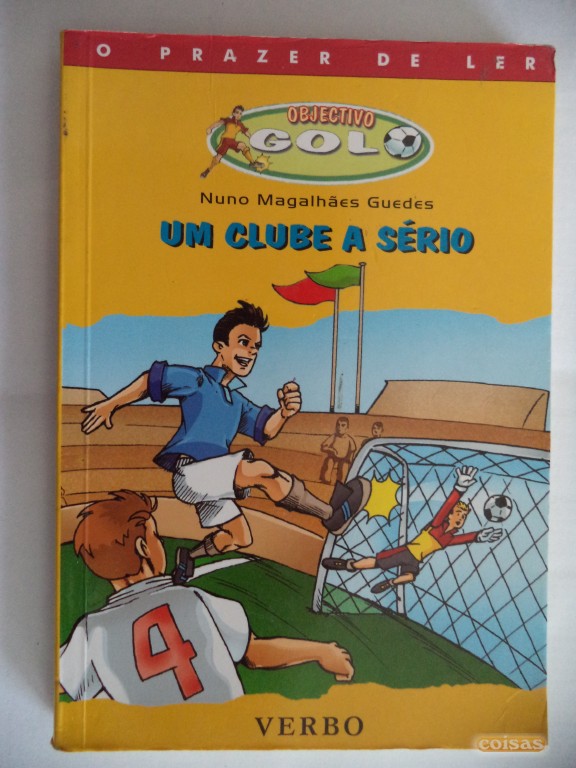 O PRAZER DE LER
OBJECTIVO
GOLO
Nuno Magalhães Guedes
UM CLUBE A SÉRIO
4
VERBO
coisas